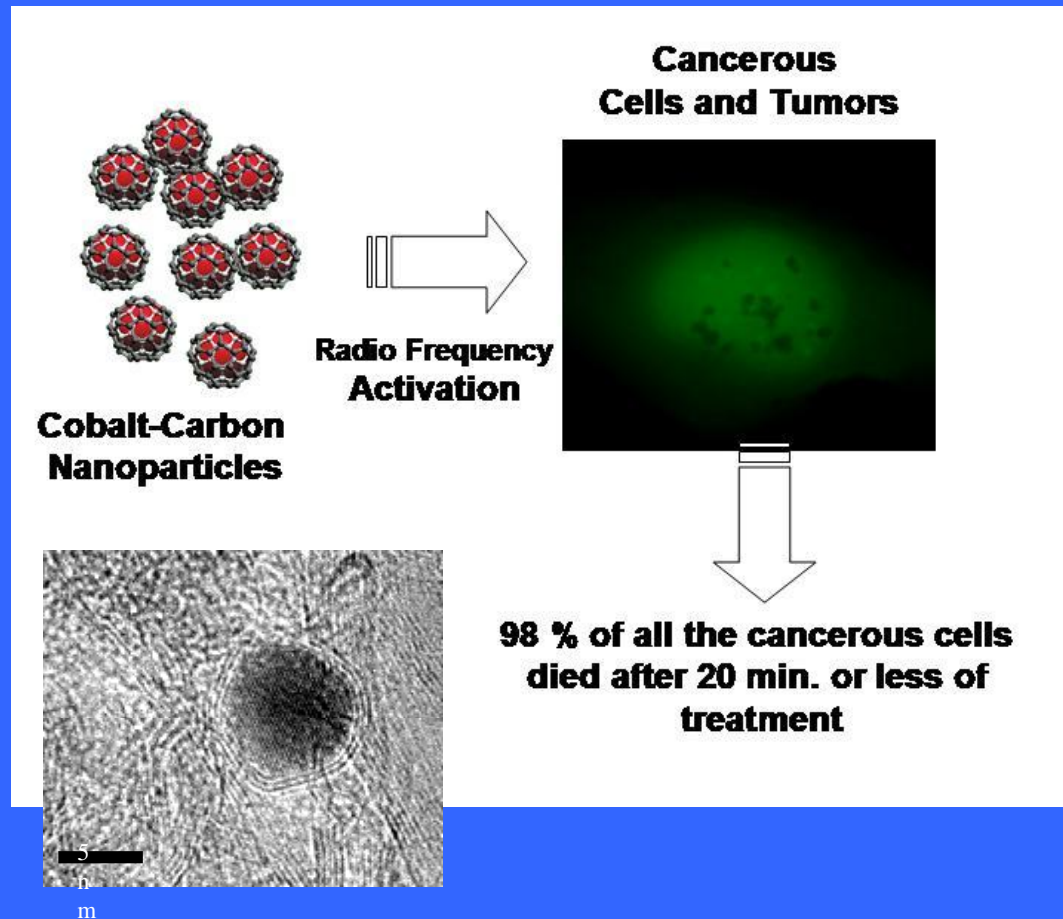 Cancerous
Cells and Tumors
Radio Frequency
Activation
Cobalt-Carbon
Nanoparticles
98 % of all the cancerous cells
died after 20 min. or less of
treatment
5
n
m